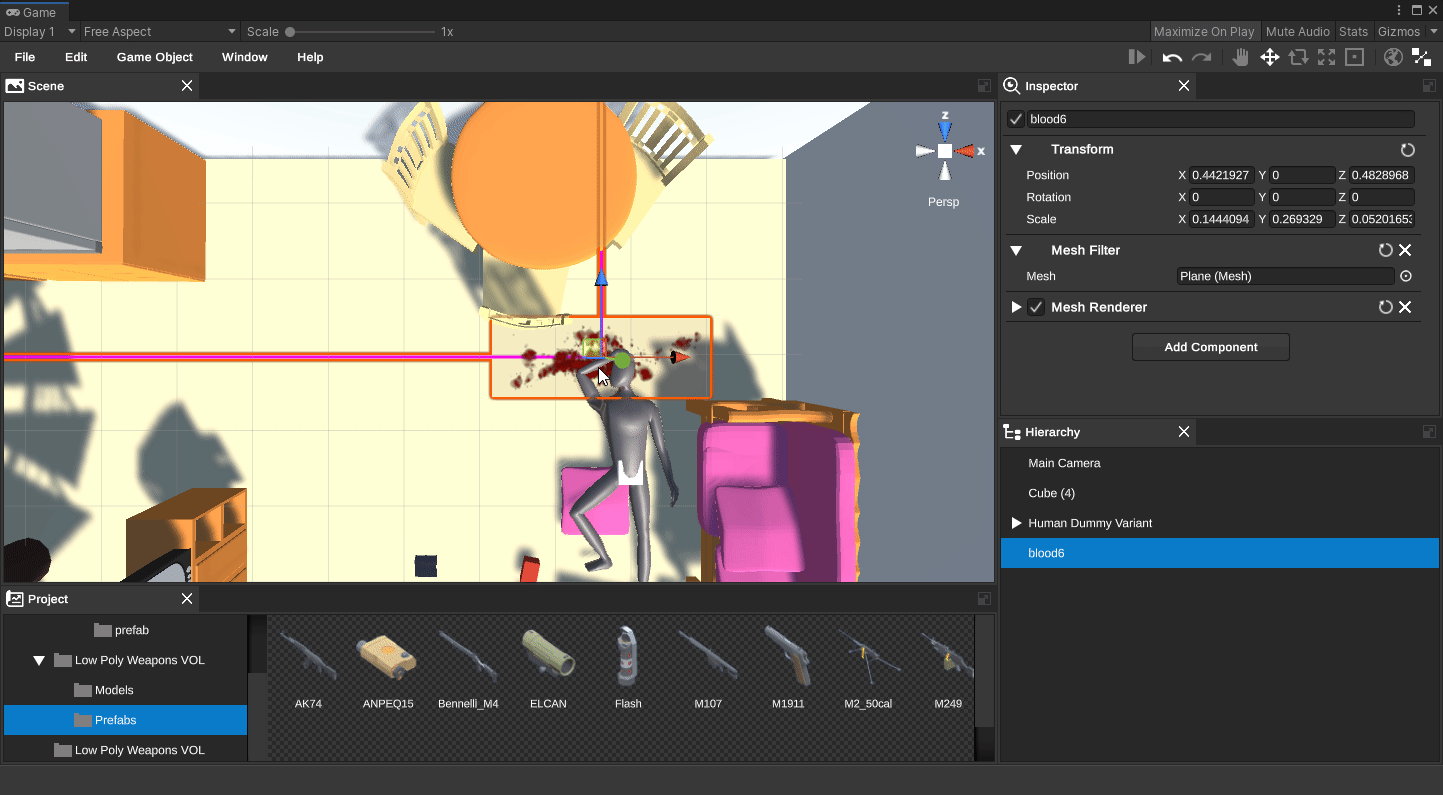 Game
Display 1 Free Aspect Scale 1x Maximize On Play Mute Audio Stats Gizmos
File Edit Game Object Window Help
Scene
z
x
Persp
Inspector
blood6
Transform
Position X 0.4421927 Y 0 Z 0.4828968
Rotation X 0 Y 0 Z 0
Scale X 0.1444094 Y 0.269329 Z 0.05201653
Mesh Filter
Mesh Plane (Mesh)
Mesh Renderer
Add Component
Hierarchy
Main Camera
Cube (4)
Human Dummy Variant
blood6
Project
prefab
Low Poly Weapons VOL
Models
Prefabs
Low Poly Weapons VOL
AK74 ANPEQ15 Bennelli_M4 ELCAN Flash M107 M1911 M2_50cal M249